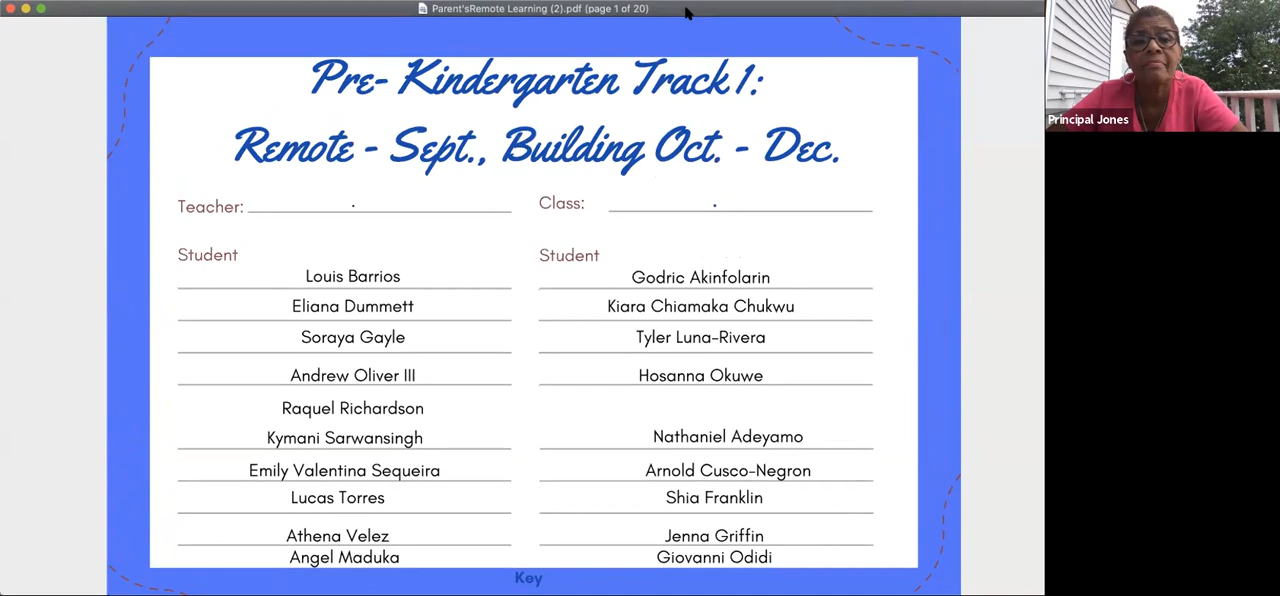 Parent'sRemote Learning (2).pdf (page 1 of 20)
Pre- Kindergarten Track 1:
Remote - Sept., Building Oct. - Dec.
Teacher:
Class:
Student
Student
Louis Barrios
Godric Akinfolarin
Eliana Dummett
Kiara Chiamaka Chukwu
Soraya Gayle
Tyler Luna-Rivera
Andrew Oliver III
Hosanna Okuwe
Raquel Richardson
Kymani Sarwansingh
Nathaniel Adeyamo
Emily Valentina Sequeira
Arnold Cusco-Negron
Lucas Torres
Shia Franklin
Athena Velez
Jenna Griffin
Angel Maduka
Giovanni Odidi
Key
Principal Jones